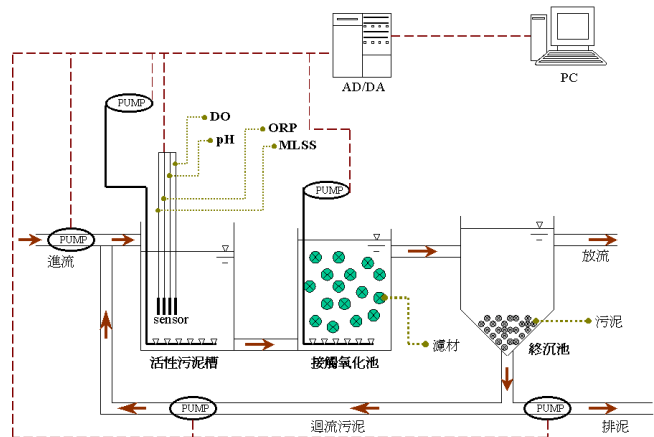 AD/DA
PC
PUMP
DO
pH
ORP
MLSS
PUMP
PUMP
進流
放流
sensor
污泥
濾材
終沉池
活性污泥槽
接觸氧化池
PUMP
迴流污泥
PUMP
排泥